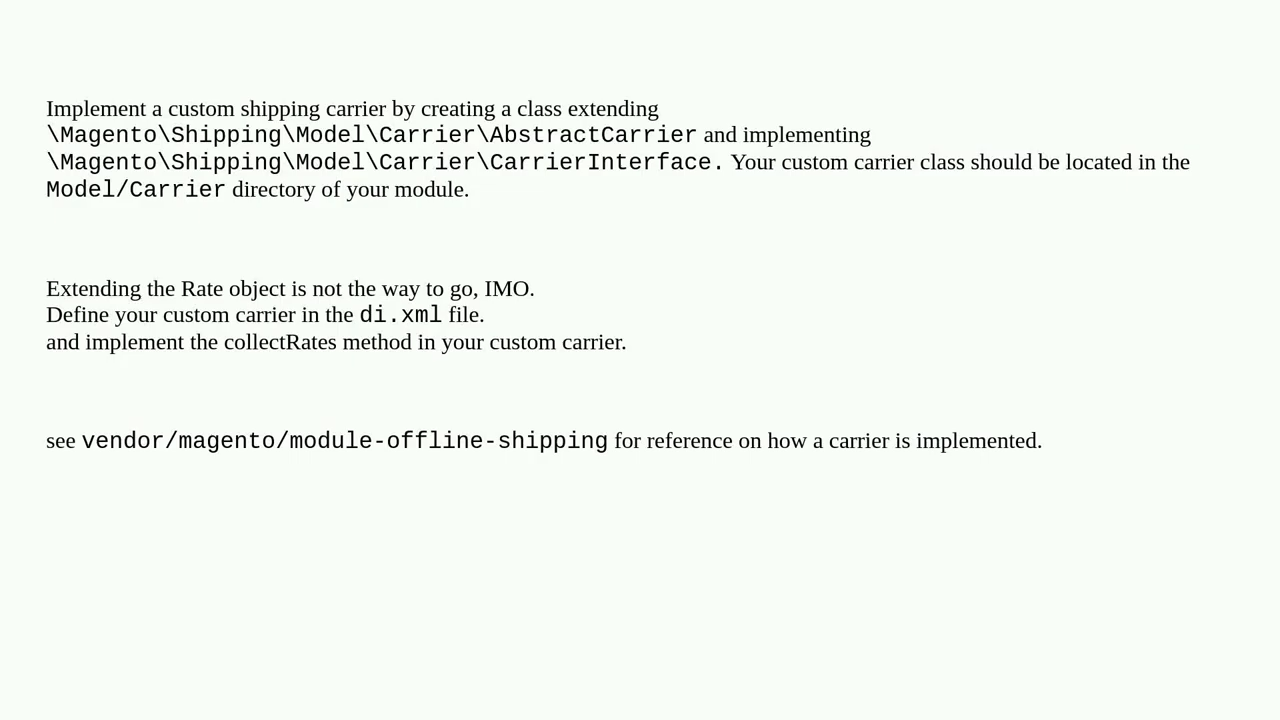 Implement a custom shipping carrier by creating a class extending
\Magento\Shipping\Model\Carrier\AbstractCarrier and implementing
\Magento\Shipping\Model\Carrier\CarrierInterface. Your custom carrier class should be located in the
Model/Carrier directory of your module.
Extending the Rate object is not the way to go, IMO.
Define your custom carrier in the di.xml file.
and implement the collectRates method in your custom carrier.
see vendor/magento/module-offline-shipping for reference on how a carrier is implemented.